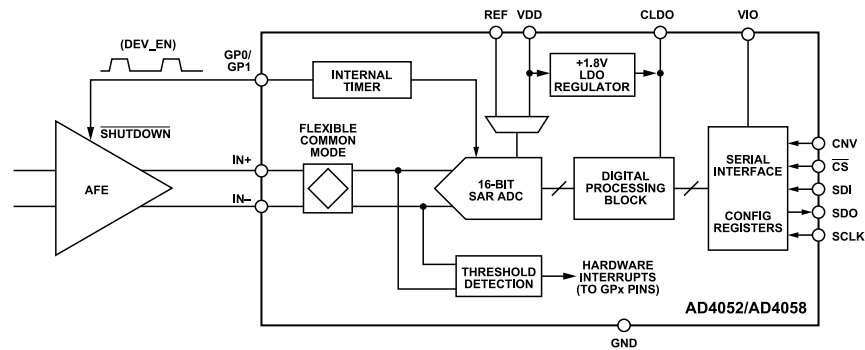 REF VDD CLDO VIO
(DEV_EN)
GP0/
GP1
INTERNAL
TIMER
+1.8V
LDO
REGULATOR
SHUTDOWN
FLEXIBLE
COMMON
MODE
IN+
IN–
AFE
16-BIT
SAR ADC
DIGITAL
PROCESSING
BLOCK
SERIAL
INTERFACE
CONFIG
REGISTERS
CNV
CS
SDI
SDO
SCLK
THRESHOLD
DETECTION
HARDWARE
INTERRUPTS
(TO GPx PINS)
AD4052/AD4058
GND